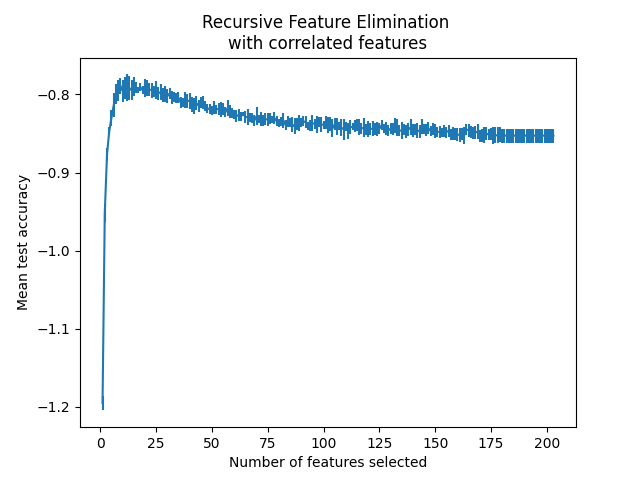 Recursive Feature Elimination
with correlated features
Mean test accuracy
−0.8
−0.9
−1.0
−1.1
−1.2
0 25 50 75 100 125 150 175 200
Number of features selected